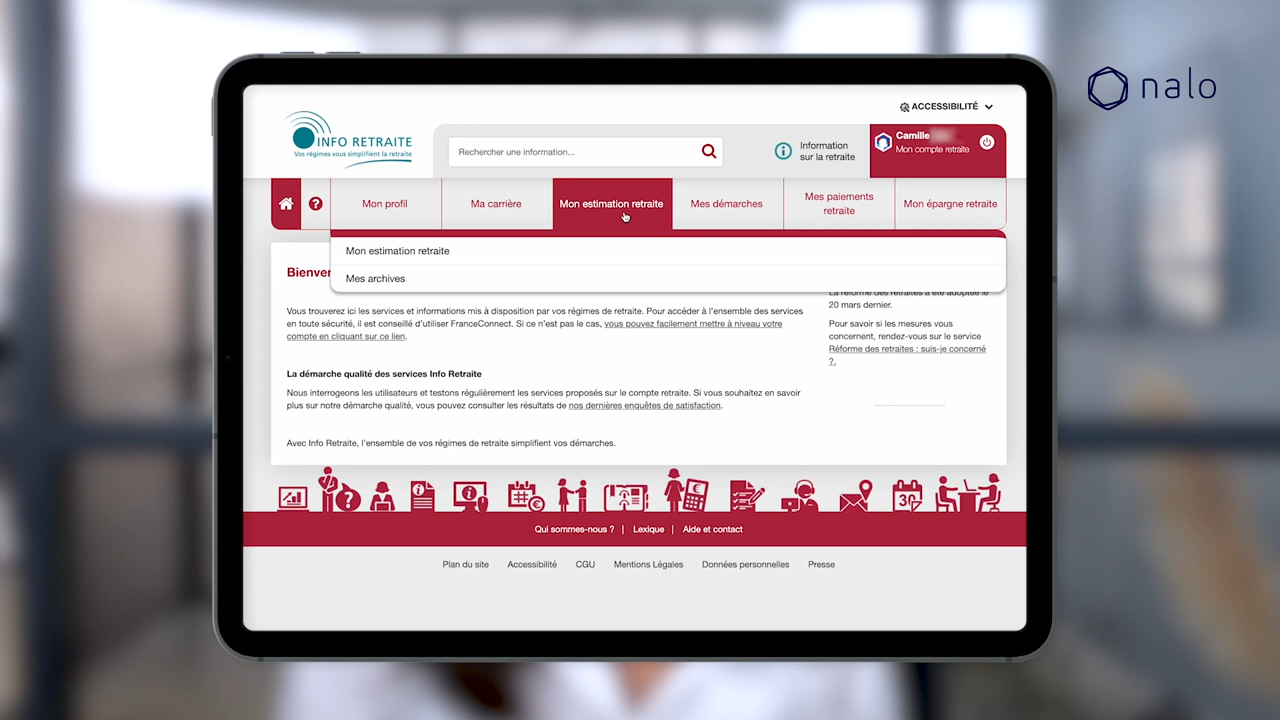 nalo
ACCESSIBILITÉ
INFO RETRAITE
Vos régimes vous simplifient la retraite
Rechercher une information...
Information
sur la retraite
Camille
Mon compte retraite
?
Mon profil
Ma carrière
Mon estimation retraite
Mes démarches
Mes paiements
retraite
Mon épargne retraite
Mon estimation retraite
Mes archives
Bienven
Vous trouverez ici les services et informations mis à disposition par vos régimes de retraite. Pour accéder à l'ensemble des services
en toute sécurité, il est conseillé d'utiliser FranceConnect. Si ce n'est pas le cas, vous pouvez facilement mettre à niveau votre
compte en cliquant sur ce lien.
La démarche qualité des services Info Retraite
Nous interrogeons les utilisateurs et testons régulièrement les services proposés sur le compte retraite. Si vous souhaitez en savoir
plus sur notre démarche qualité, vous pouvez consulter les résultats de nos dernières enquêtes de satisfaction.
Avec Info Retraite, l'ensemble de vos régimes de retraite simplifient vos démarches.
La réforme des retraites a été adoptée le
20 mars dernier.
Pour savoir si les mesures vous
concernent, rendez-vous sur le service
Réforme des retraites : suis-je concerné
?.
Qui sommes-nous ? | Lexique | Aide et contact
Plan du site
Accessibilité
CGU
Mentions Légales
Données personnelles
Presse